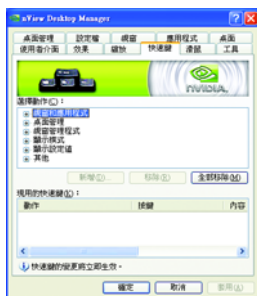 nView Desktop Manager
桌面管理 設定檔 視窗 應用程式 桌面
使用者介面 效果 縮放 快速鍵 滑鼠 工具
nVIDIA.
選擇動作(C)：
視窗和應用程式
桌面管理
視窗管理程式
顯示模式
顯示設定值
其他
新增(D)... 移除(R) 全部移除(M)
現用的快速鍵(U)：
動作 按鍵 內容
快速鍵的變更將立即生效。
確定 取消 套用(A)